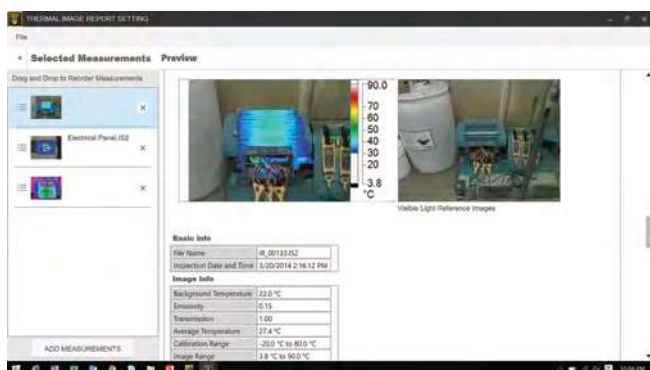 THERMAL IMAGE REPORT SETTING
File
Selected Measurements Preview
Drag and Drop to Reorder Measurements
Electrical Panel.IS2
90.0
70
60
50
40
30
20
3.8
°C
Visible Light Reference Images
Basic Info
File Name IR_00133.IS2
Inspection Date and Time 3/20/2014 2:16:12 PM
Image Info
Background Temperature 22.0 °C
Emissivity 0.15
Transmission 1.00
Average Temperature 27.4 °C
Calibration Range -20.0 °C to 80.0 °C
Image Range 3.8 °C to 90.0 °C
ADD MEASUREMENTS
10:04 PM